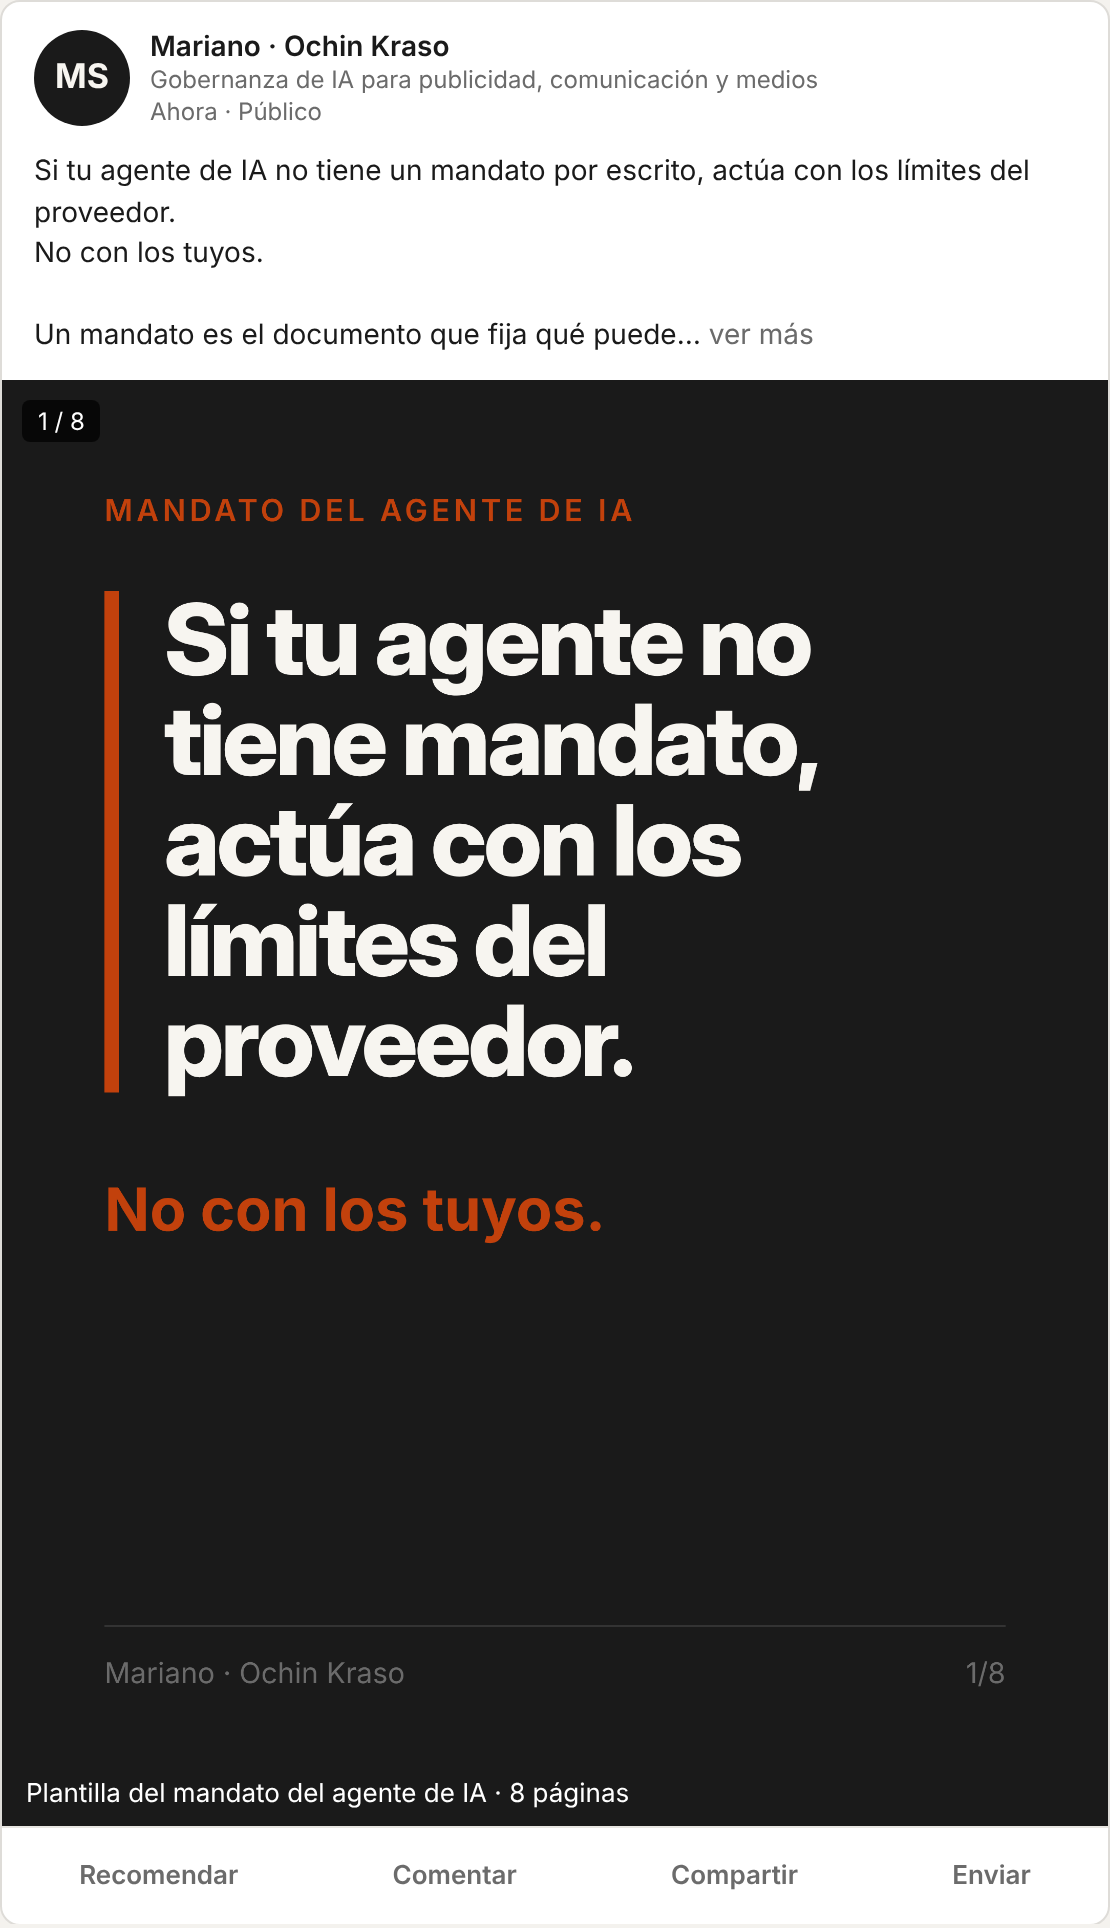 MS
Mariano · Ochin Kraso
Gobernanza de IA para publicidad, comunicación y medios
Ahora · Público
Si tu agente de IA no tiene un mandato por escrito, actúa con los límites del
proveedor.
No con los tuyos.
Un mandato es el documento que fija qué puede... ver más
1 / 8
MANDATO DEL AGENTE DE IA
Si tu agente no
tiene mandato,
actúa con los
límites del
proveedor.
No con los tuyos.
Mariano · Ochin Kraso
1/8
Plantilla del mandato del agente de IA · 8 páginas
Recomendar
Comentar
Compartir
Enviar